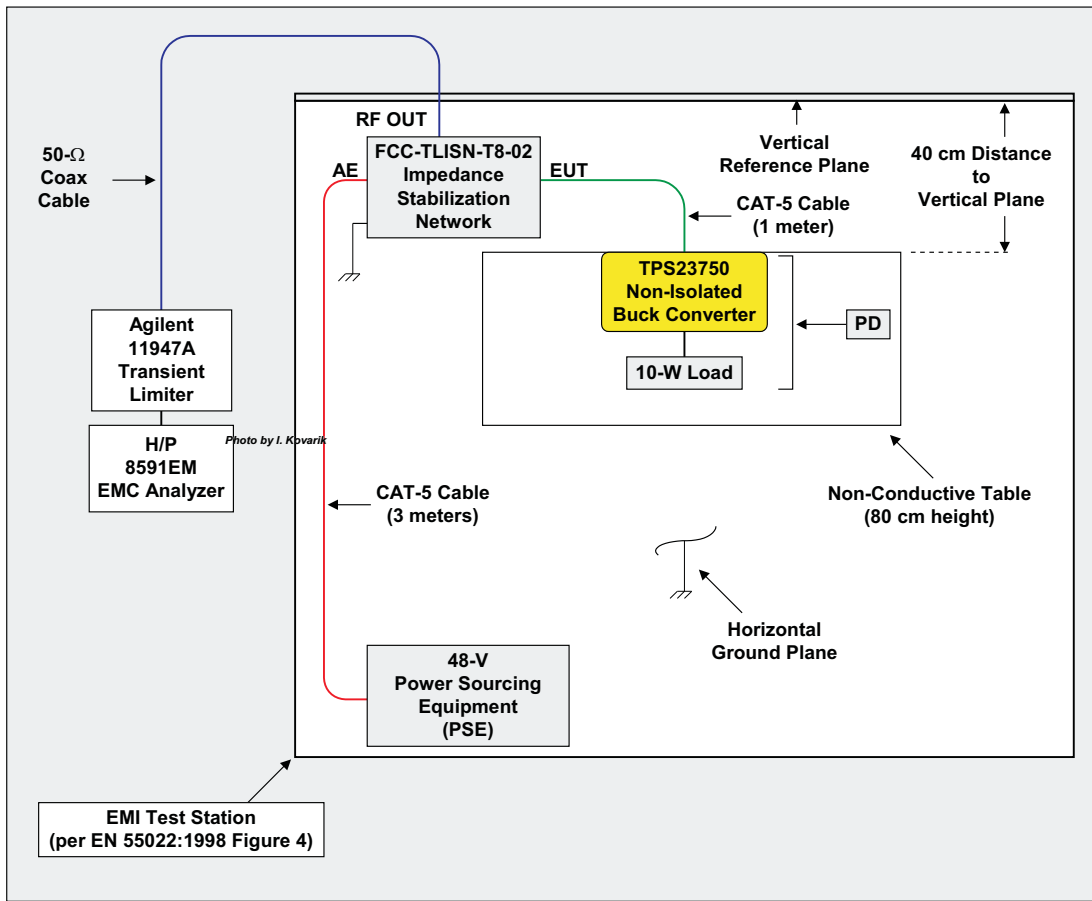 RF OUT
50-Ω
Coax
Cable
AE
FCC-TLISN-T8-02
Impedance
Stabilization
Network
EUT
Vertical
Reference Plane
40 cm Distance
to
Vertical Plane
CAT-5 Cable
(1 meter)
TPS23750
Non-Isolated
Buck Converter
PD
10-W Load
Agilent
11947A
Transient
Limiter
H/P
8591EM
EMC Analyzer
Photo by I. Kovarik
CAT-5 Cable
(3 meters)
Non-Conductive Table
(80 cm height)
Horizontal
Ground Plane
48-V
Power Sourcing
Equipment
(PSE)
EMI Test Station
(per EN 55022:1998 Figure 4)